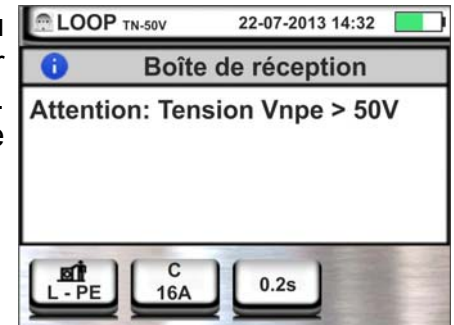 LOOP TN-50V 22-07-2013 14:32
Boîte de réception
Attention: Tension Vnpe > 50V
L - PE
C
16A
0.2s